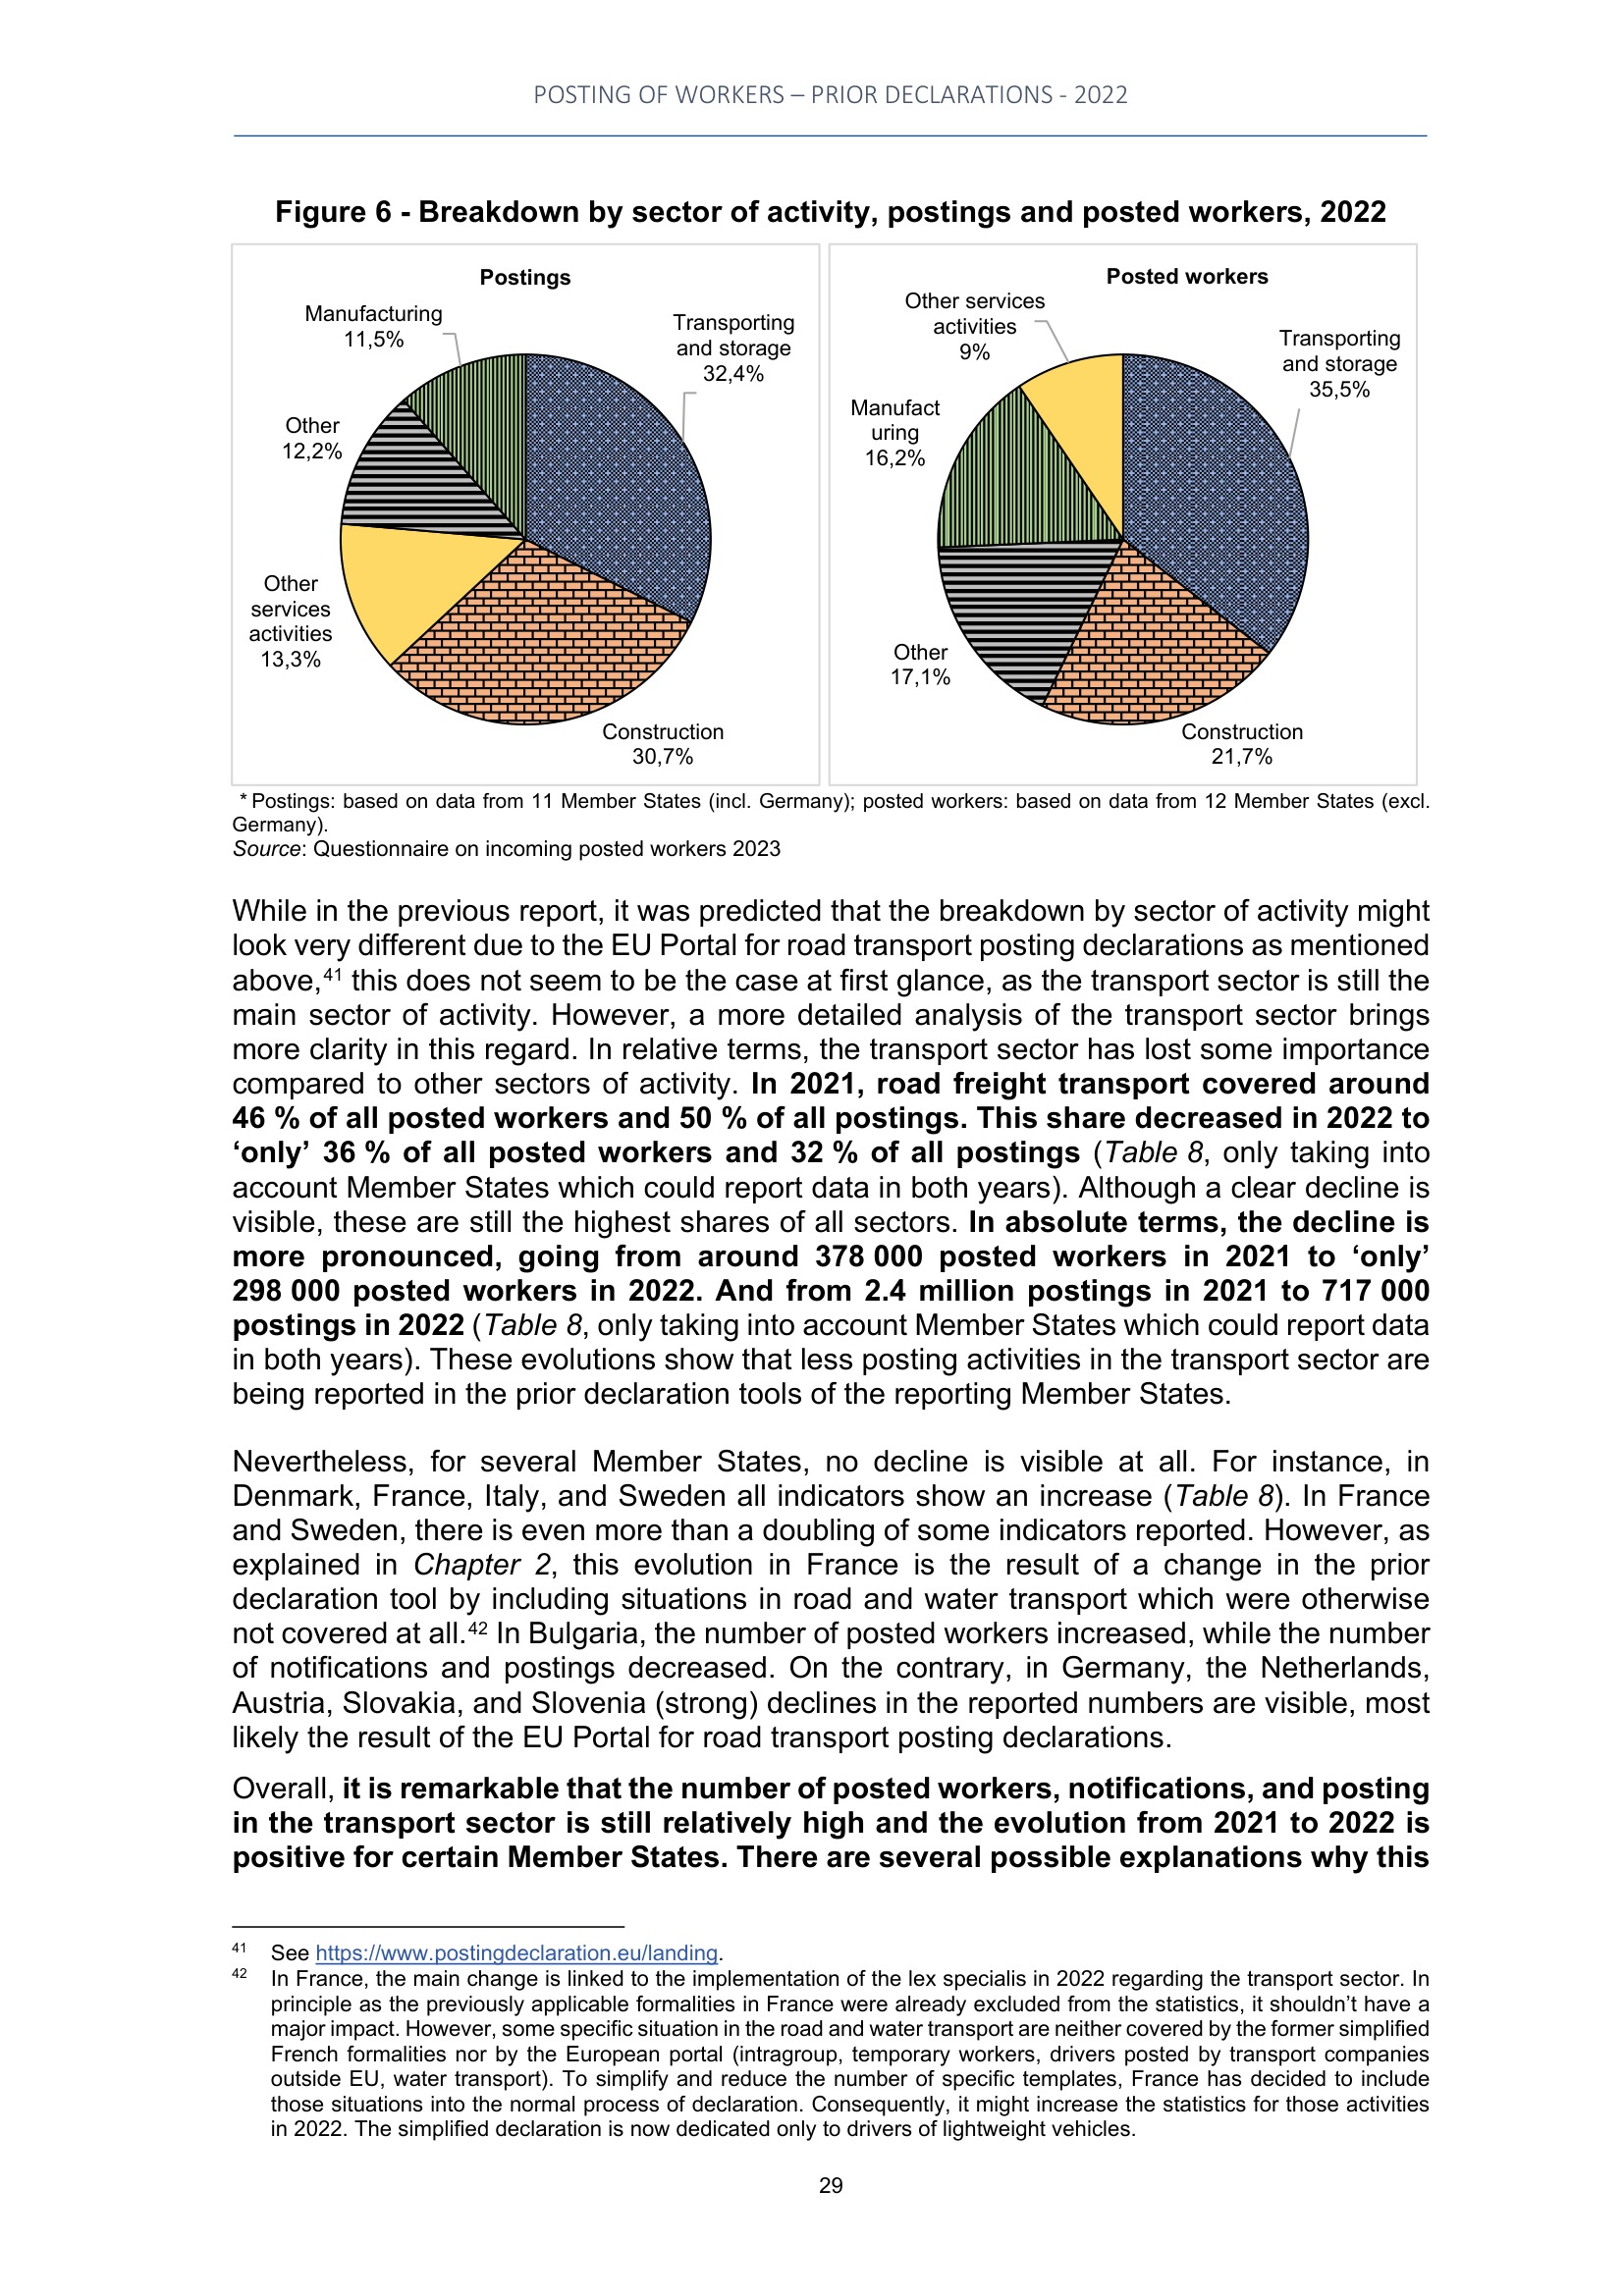 POSTING OF WORKERS – PRIOR DECLARATIONS - 2022
Figure 6 - Breakdown by sector of activity, postings and posted workers, 2022
Postings
Manufacturing
11,5%
Transporting
and storage
32,4%
Other
12,2%
Other
services
activities
13,3%
Construction
30,7%
Posted workers
Other services
activities
9%
Transporting
and storage
35,5%
Manufact
uring
16,2%
Other
17,1%
Construction
21,7%
* Postings: based on data from 11 Member States (incl. Germany); posted workers: based on data from 12 Member States (excl.
Germany).
Source: Questionnaire on incoming posted workers 2023
While in the previous report, it was predicted that the breakdown by sector of activity might
look very different due to the EU Portal for road transport posting declarations as mentioned
above,41 this does not seem to be the case at first glance, as the transport sector is still the
main sector of activity. However, a more detailed analysis of the transport sector brings
more clarity in this regard. In relative terms, the transport sector has lost some importance
compared to other sectors of activity. In 2021, road freight transport covered around
46 % of all posted workers and 50 % of all postings. This share decreased in 2022 to
‘only’ 36 % of all posted workers and 32 % of all postings (Table 8, only taking into
account Member States which could report data in both years). Although a clear decline is
visible, these are still the highest shares of all sectors. In absolute terms, the decline is
more pronounced, going from around 378 000 posted workers in 2021 to ‘only’
298 000 posted workers in 2022. And from 2.4 million postings in 2021 to 717 000
postings in 2022 (Table 8, only taking into account Member States which could report data
in both years). These evolutions show that less posting activities in the transport sector are
being reported in the prior declaration tools of the reporting Member States.
Nevertheless, for several Member States, no decline is visible at all. For instance, in
Denmark, France, Italy, and Sweden all indicators show an increase (Table 8). In France
and Sweden, there is even more than a doubling of some indicators reported. However, as
explained in Chapter 2, this evolution in France is the result of a change in the prior
declaration tool by including situations in road and water transport which were otherwise
not covered at all.42 In Bulgaria, the number of posted workers increased, while the number
of notifications and postings decreased. On the contrary, in Germany, the Netherlands,
Austria, Slovakia, and Slovenia (strong) declines in the reported numbers are visible, most
likely the result of the EU Portal for road transport posting declarations.
Overall, it is remarkable that the number of posted workers, notifications, and posting
in the transport sector is still relatively high and the evolution from 2021 to 2022 is
positive for certain Member States. There are several possible explanations why this
41 See https://www.postingdeclaration.eu/landing.
42 In France, the main change is linked to the implementation of the lex specialis in 2022 regarding the transport sector. In
principle as the previously applicable formalities in France were already excluded from the statistics, it shouldn’t have a
major impact. However, some specific situation in the road and water transport are neither covered by the former simplified
French formalities nor by the European portal (intragroup, temporary workers, drivers posted by transport companies
outside EU, water transport). To simplify and reduce the number of specific templates, France has decided to include
those situations into the normal process of declaration. Consequently, it might increase the statistics for those activities
in 2022. The simplified declaration is now dedicated only to drivers of lightweight vehicles.
29